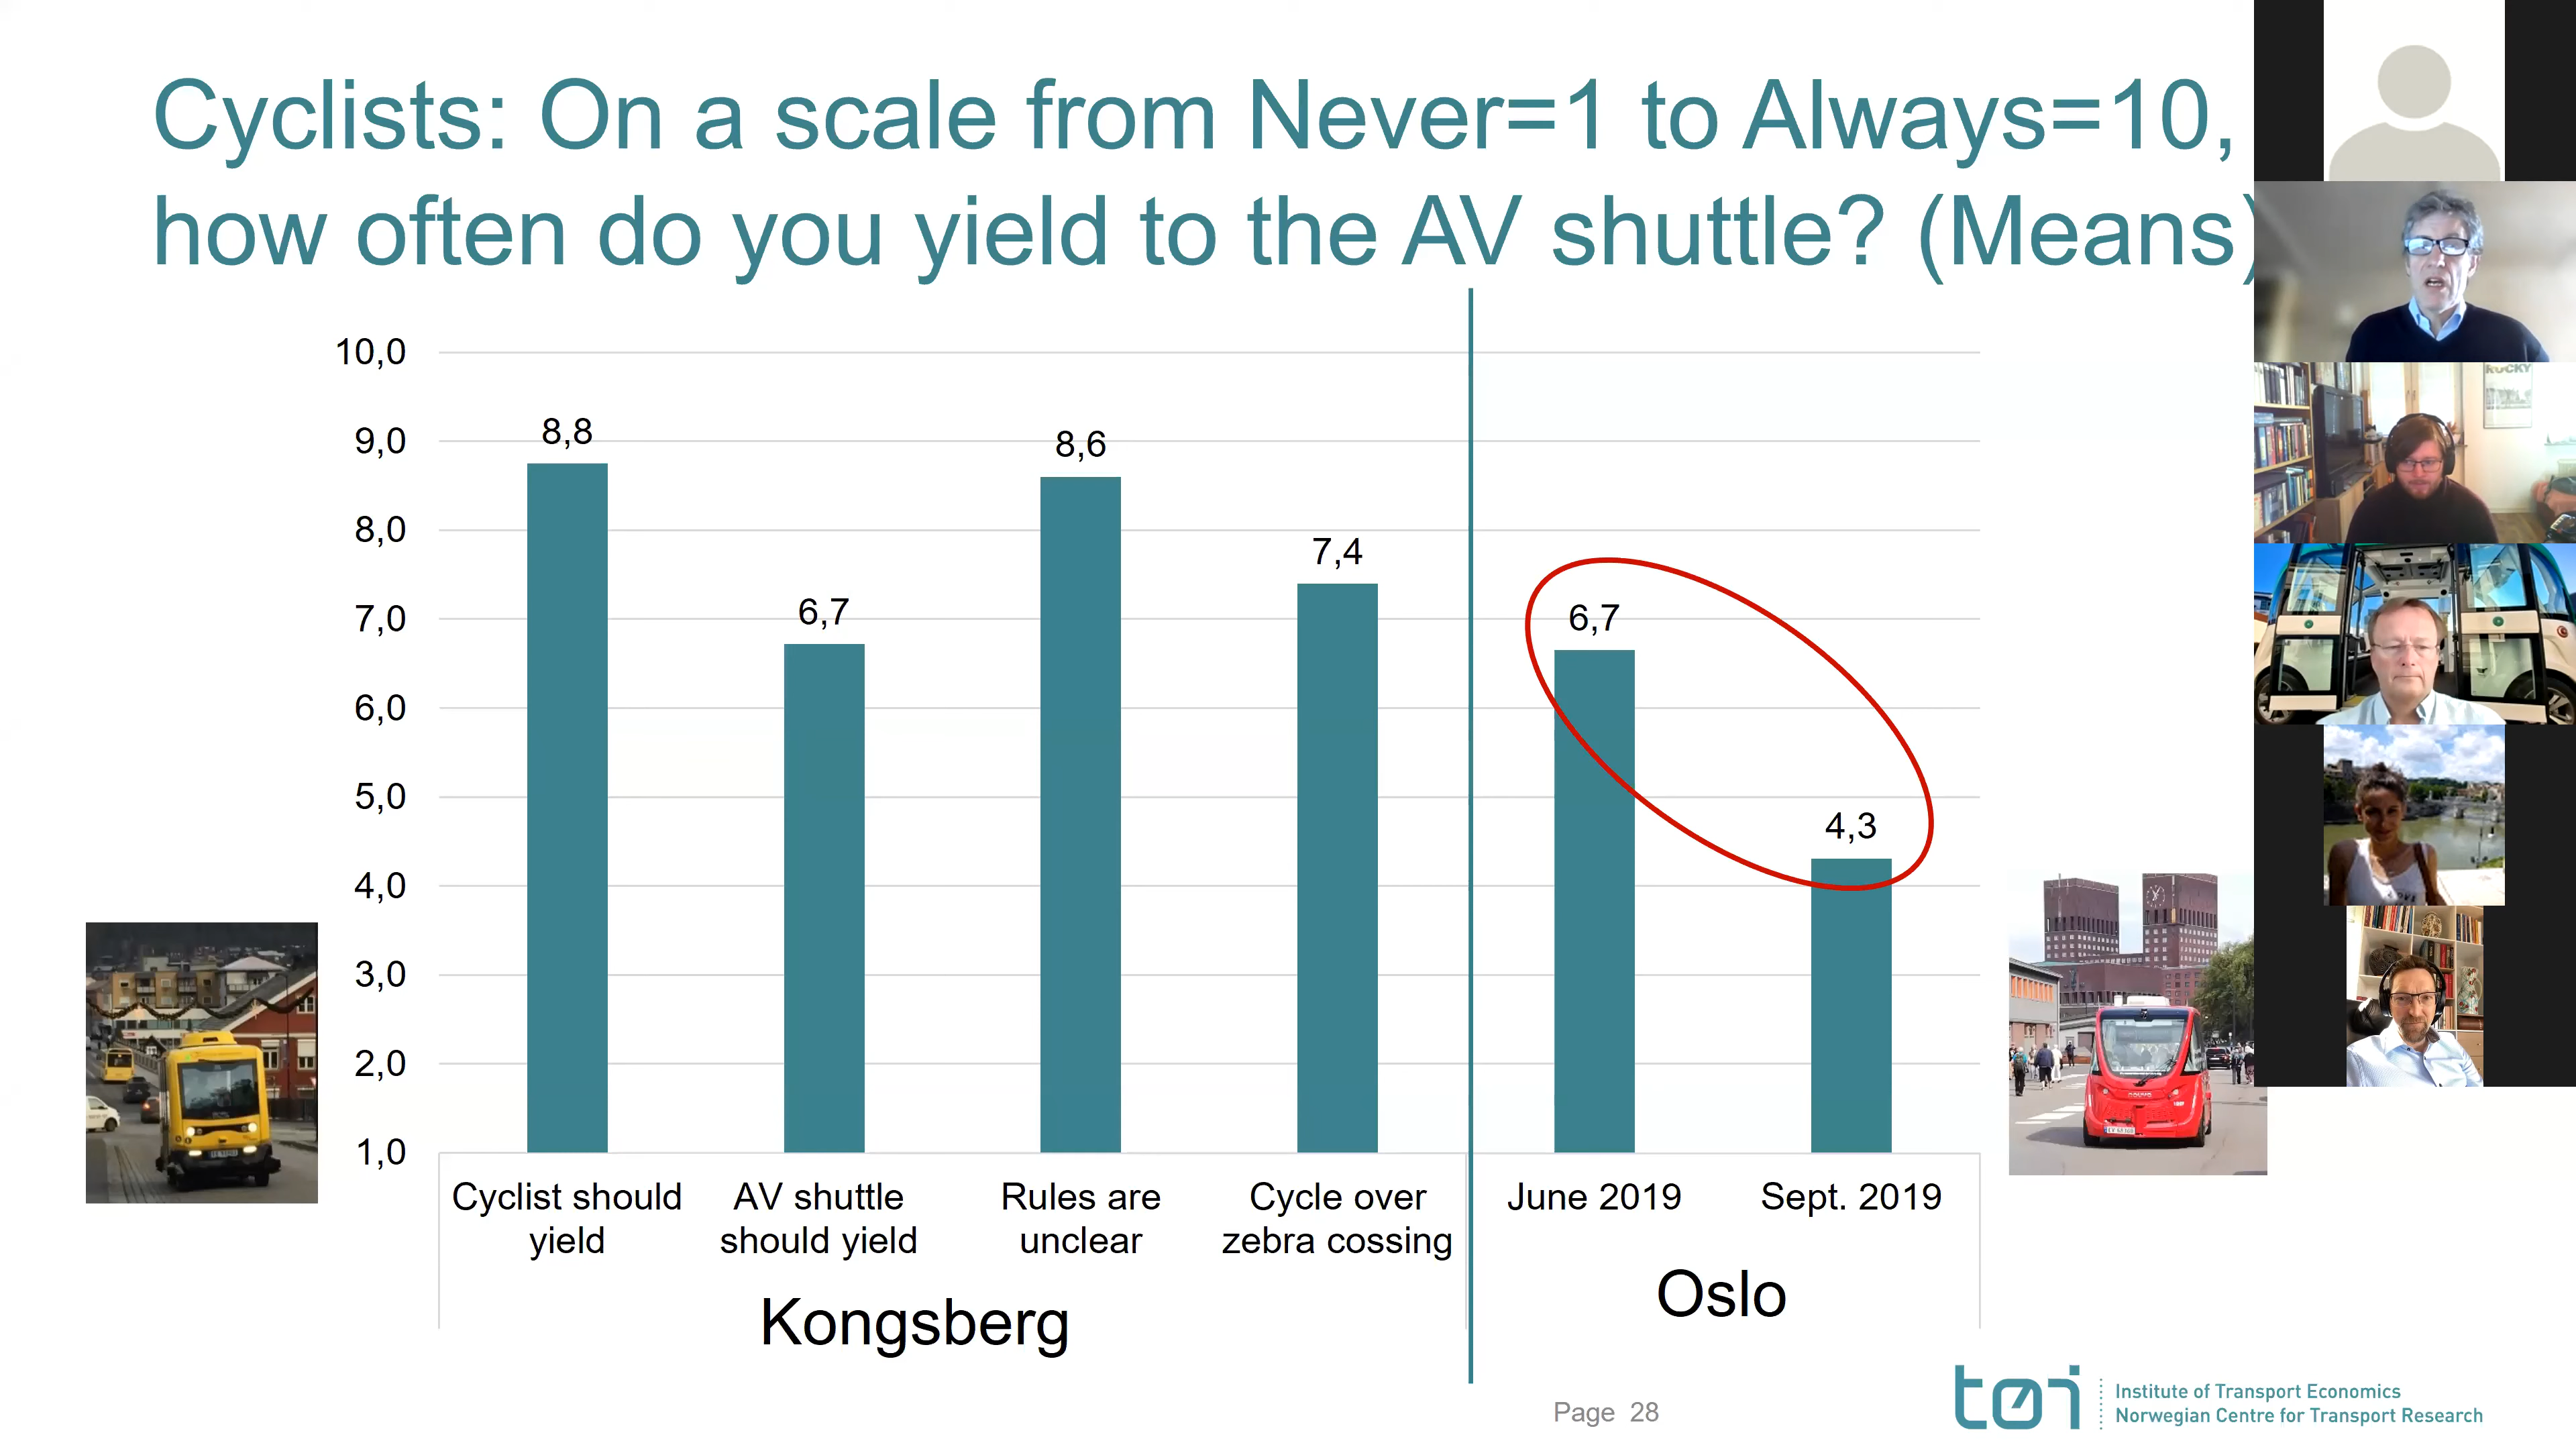 Cyclists: On a scale from Never=1 to Always=10,
how often do you yield to the AV shuttle? (Means)
10,0
9,0
8,0
7,0
6,0
5,0
4,0
3,0
2,0
1,0
8,8
6,7
8,6
7,4
6,7
4,3
Cyclist should
yield
AV shuttle
should yield
Rules are
unclear
Cycle over
zebra cossing
June 2019
Sept. 2019
Kongsberg
Oslo
ROCKY
Page 28
tøi
Institute of Transport Economics
Norwegian Centre for Transport Research